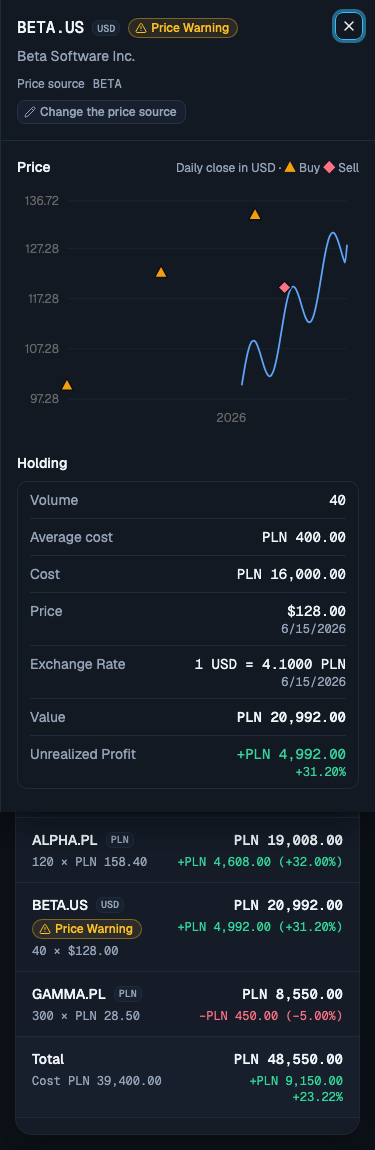 BETA.US USD Price Warning
Beta Software Inc.
Price source BETA
Change the price source
Price Daily close in USD · Buy Sell
136.72
127.28
117.28
107.28
97.28
2026
Holding
Volume 40
Average cost PLN 400.00
Cost PLN 16,000.00
Price $128.00
6/15/2026
Exchange Rate 1 USD = 4.1000 PLN
6/15/2026
Value PLN 20,992.00
Unrealized Profit +PLN 4,992.00
+31.20%
ALPHA.PL PLN PLN 19,008.00
120 × PLN 158.40 +PLN 4,608.00 (+32.00%)
BETA.US USD PLN 20,992.00
Price Warning +PLN 4,992.00 (+31.20%)
40 × $128.00
GAMMA.PL PLN PLN 8,550.00
300 × PLN 28.50 −PLN 450.00 (−5.00%)
Total PLN 48,550.00
Cost PLN 39,400.00 +PLN 9,150.00
+23.22%